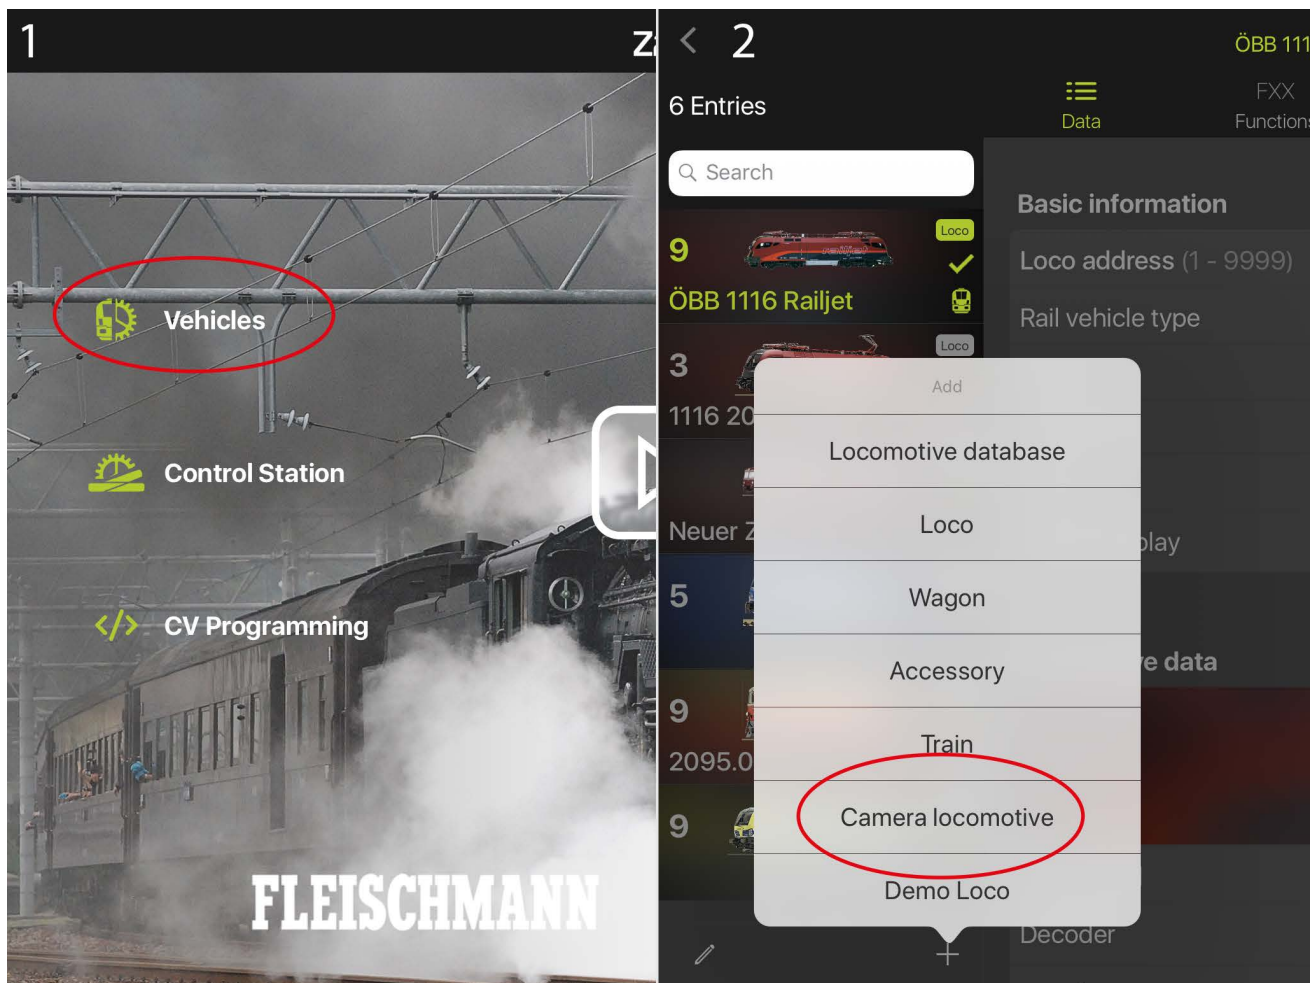 1
Vehicles
Control Station
CV Programming
FLEISCHMANN
2
ÖBB 111
6 Entries
Data
FXX
Functions
Search
9
Loco
ÖBB 1116 Railjet
3
Loco
1116 20
Neuer Z
5
9
2095.0
9
Add
Locomotive database
Loco
Wagon
Accessory
Train
Camera locomotive
Demo Loco
Basic information
Loco address (1 - 9999)
Rail vehicle type
play
ve data
Decoder